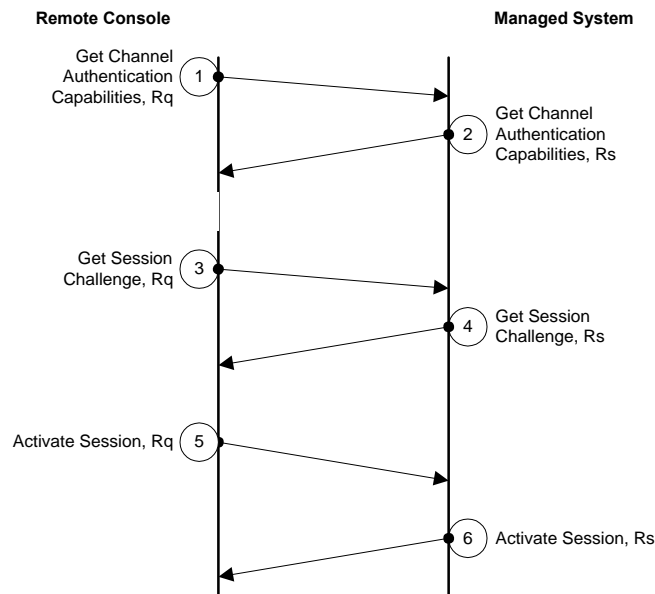 Remote Console
Managed System
Get Channel
Authentication
Capabilities, Rq
1
Get Channel
Authentication
Capabilities, Rs
2
Get Session
Challenge, Rq
3
Get Session
Challenge, Rs
4
Activate Session, Rq
5
6
Activate Session, Rs